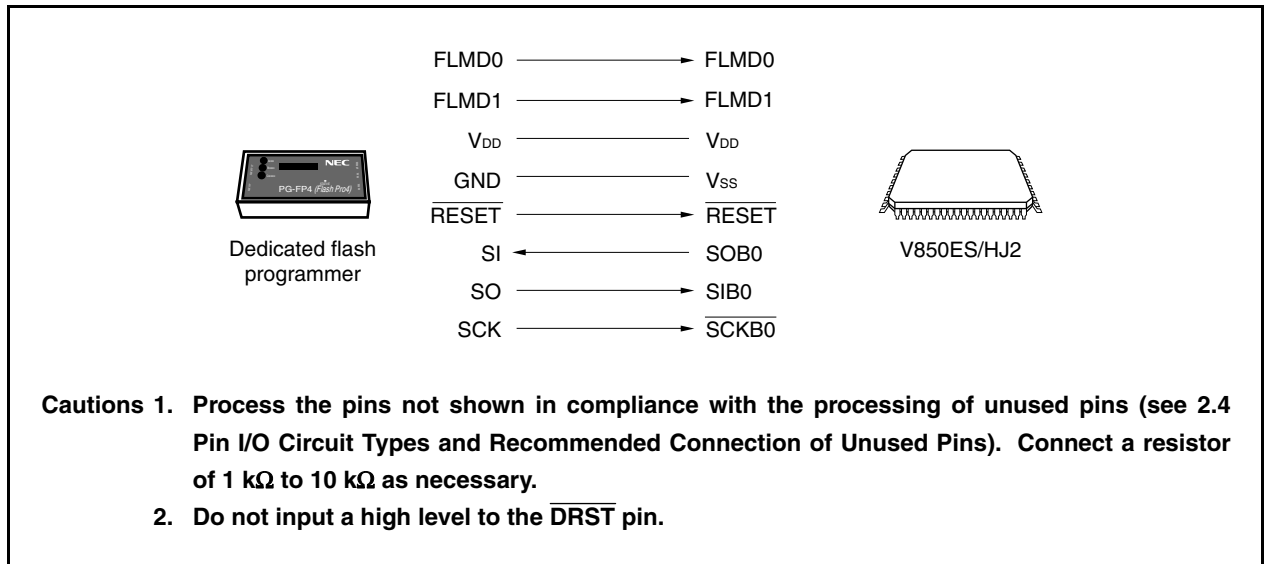 FLMD0 FLMD0
FLMD1 FLMD1
VDD VDD
GND VSS
RESET RESET
SI SOB0
SO SIB0
SCK SCKB0
NEC
PG-FP4 (Flash Pro4)
Dedicated flash
programmer
V850ES/HJ2
Cautions 1. Process the pins not shown in compliance with the processing of unused pins (see 2.4
Pin I/O Circuit Types and Recommended Connection of Unused Pins). Connect a resistor
of 1 kΩ to 10 kΩ as necessary.
2. Do not input a high level to the DRST pin.